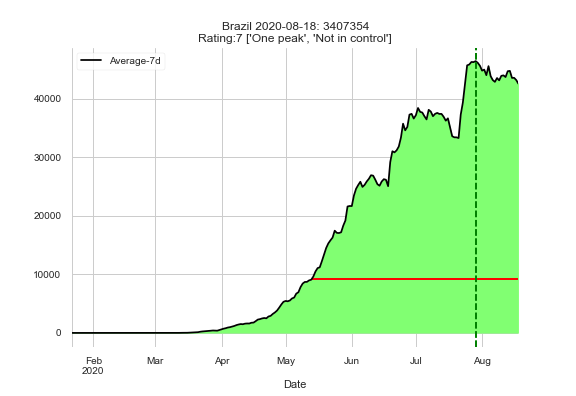 Brazil 2020-08-18: 3407354
Rating:7 ['One peak', 'Not in control']
Average-7d
40000
30000
20000
10000
0
Feb Mar Apr May Jun Jul Aug
2020
Date